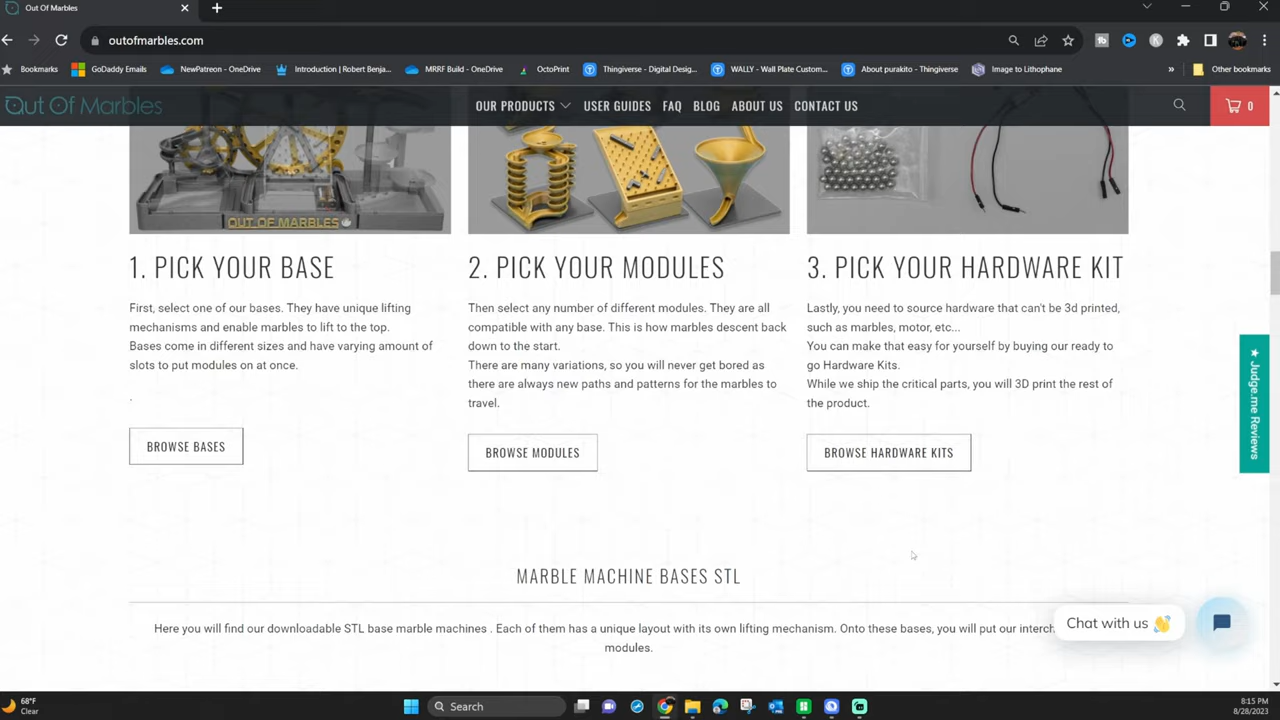 Out Of Marbles
outofmarbles.com
Bookmarks
GoDaddy Emails
NewPatreon - OneDrive
Introduction | Robert Benja...
MRRF Build - OneDrive
OctoPrint
Thingiverse - Digital Desig...
WALLY - Wall Plate Custom...
About purakito - Thingiverse
Image to Lithophane
»
Other bookmarks
Out Of Marbles
OUR PRODUCTS
USER GUIDES
FAQ
BLOG
ABOUT US
CONTACT US
0
OUT OF MARBLES
1. PICK YOUR BASE
First, select one of our bases. They have unique lifting
mechanisms and enable marbles to lift to the top.
Bases come in different sizes and have varying amount of
slots to put modules on at once.
.
BROWSE BASES
2. PICK YOUR MODULES
Then select any number of different modules. They are all
compatible with any base. This is how marbles descent back
down to the start.
There are many variations, so you will never get bored as
there are always new paths and patterns for the marbles to
travel.
BROWSE MODULES
3. PICK YOUR HARDWARE KIT
Lastly, you need to source hardware that can't be 3d printed,
such as marbles, motor, etc...
You can make that easy for yourself by buying our ready to
go Hardware Kits.
While we ship the critical parts, you will 3D print the rest of
the product.
BROWSE HARDWARE KITS
★ Judge.me Reviews
MARBLE MACHINE BASES STL
Here you will find our downloadable STL base marble machines . Each of them has a unique layout with its own lifting mechanism. Onto these bases, you will put our interch
modules.
Chat with us 👋
68°F
Clear
Search
8:15 PM
8/28/2023